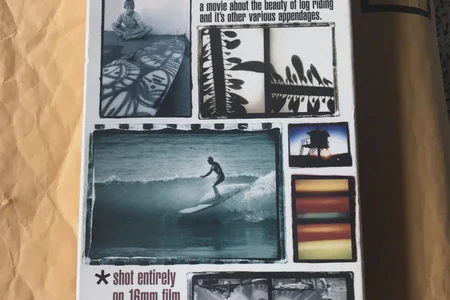 a movie about the beauty of log riding
and it's other various appendages.
* shot entirely
on 16mm film